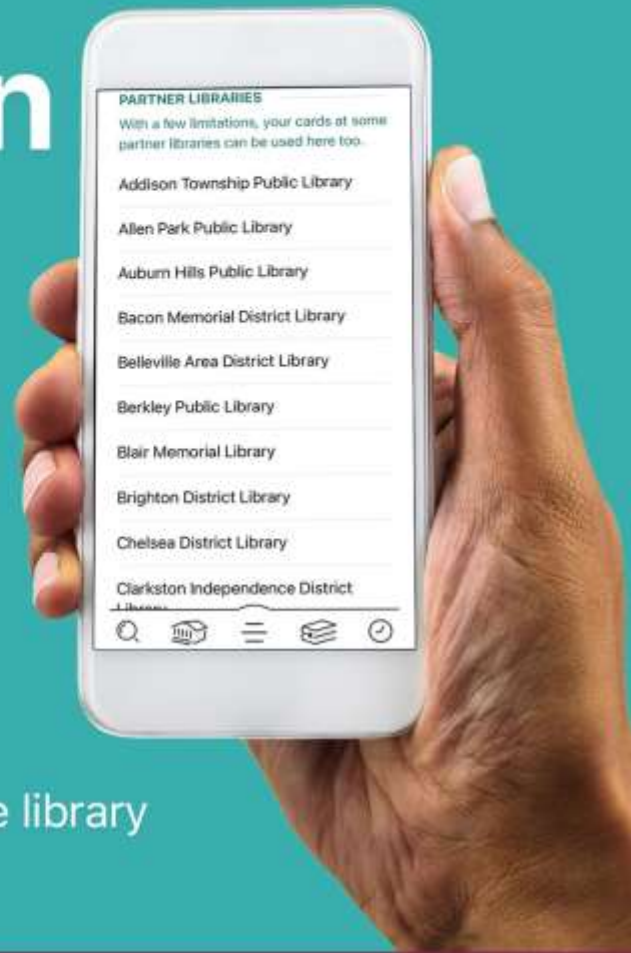 n
PARTNER LIBRARIES
With a few limitations, your cards at some
partner libraries can be used here too.
Addison Township Public Library
Allen Park Public Library
Auburn Hills Public Library
Bacon Memorial District Library
Belleville Area District Library
Berkley Public Library
Blair Memorial Library
Brighton District Library
Chelsea District Library
Clarkston Independence District
Library
e library